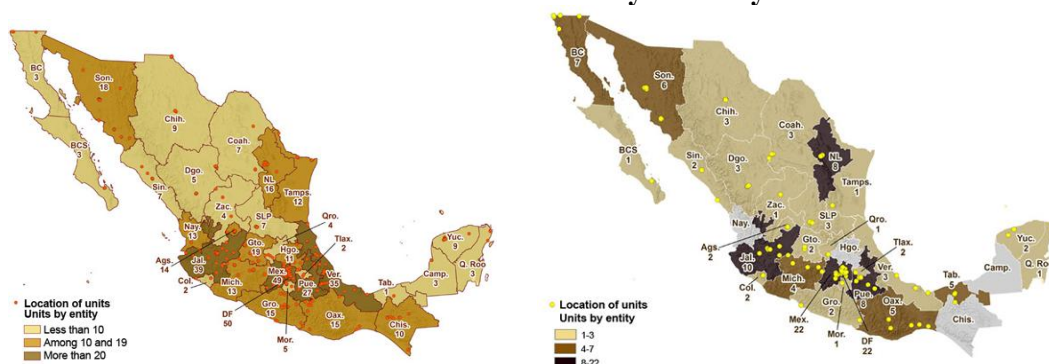 BC
3
Son.
18
Chih.
9
Coah.
7
BCS
3
Sin.
7
Dgo.
5
NL
16
Tamps.
12
Zac.
4
SLP
7
Nay.
13
Ags.
14
Jal.
39
Gto.
19
Qro.
4
Hgo.
11
Tlax.
2
Col.
2
Mich.
13
Mex.
49
Pue.
27
Ver.
35
DF
50
Mor.
5
Gro.
15
Oax.
15
Tab.
1
Chis.
10
Camp.
3
Yuc.
9
Q. Roo
3
Location of units
Units by entity
Less than 10
Among 10 and 19
More than 20
BC
7
Son.
6
Chih.
3
Coah.
3
BCS
1
Sin.
2
Dgo.
3
NL
8
Tamps.
1
Zac.
1
SLP
3
Nay.
Ags.
2
Jal.
10
Gto.
2
Qro.
1
Hgo.
Tlax.
2
Col.
2
Mich.
4
Mex.
22
Gro.
2
Mor.
1
DF
22
Pue.
8
Ver.
3
Oax.
5
Tab.
5
Chis.
Camp.
Yuc.
2
Q. Roo
1
Location of units
Units by entity
1-3
4-7
8-22